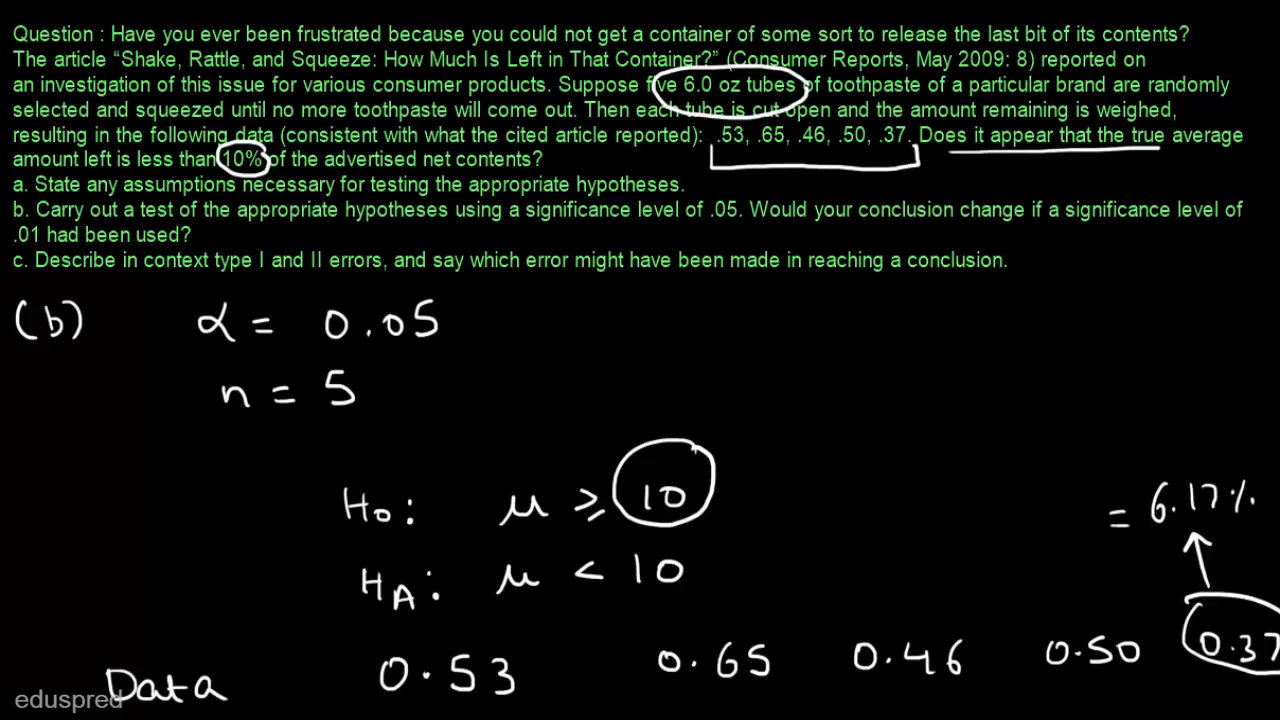 Question : Have you ever been frustrated because you could not get a container of some sort to release the last bit of its contents?
The article “Shake, Rattle, and Squeeze: How Much Is Left in That Container?” (Consumer Reports, May 2009: 8) reported on
an investigation of this issue for various consumer products. Suppose five 6.0 oz tubes of toothpaste of a particular brand are randomly
selected and squeezed until no more toothpaste will come out. Then each tube is cut open and the amount remaining is weighed,
resulting in the following data (consistent with what the cited article reported): .53, .65, .46, .50, .37. Does it appear that the true average
amount left is less than 10% of the advertised net contents?
a. State any assumptions necessary for testing the appropriate hypotheses.
b. Carry out a test of the appropriate hypotheses using a significance level of .05. Would your conclusion change if a significance level of
.01 had been used?
c. Describe in context type I and II errors, and say which error might have been made in reaching a conclusion.
(b) α = 0.05
n = 5
H0: μ ≥ 10
= 6.17%
HA: μ < 10
Data 0.53 0.65 0.46 0.50 0.37
eduspred